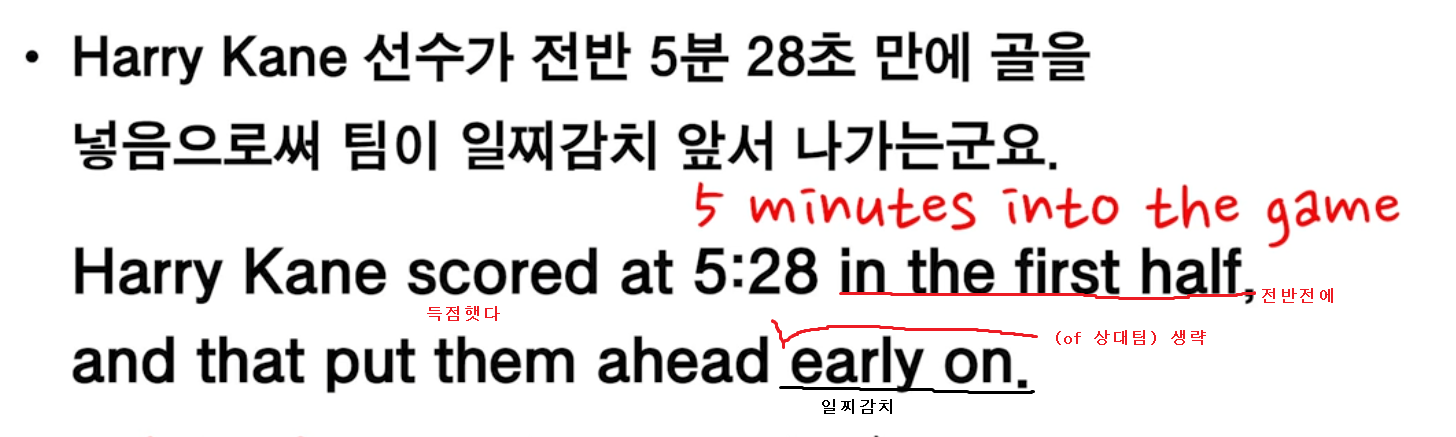 • Harry Kane 선수가 전반 5분 28초 만에 골을
넣음으로써 팀이 일찌감치 앞서 나가는군요.
5 minutes into the game
Harry Kane scored at 5:28 in the first half,
득점햇다
전반전에
(of 상대팀) 생략
and that put them ahead early on.
일찌감치